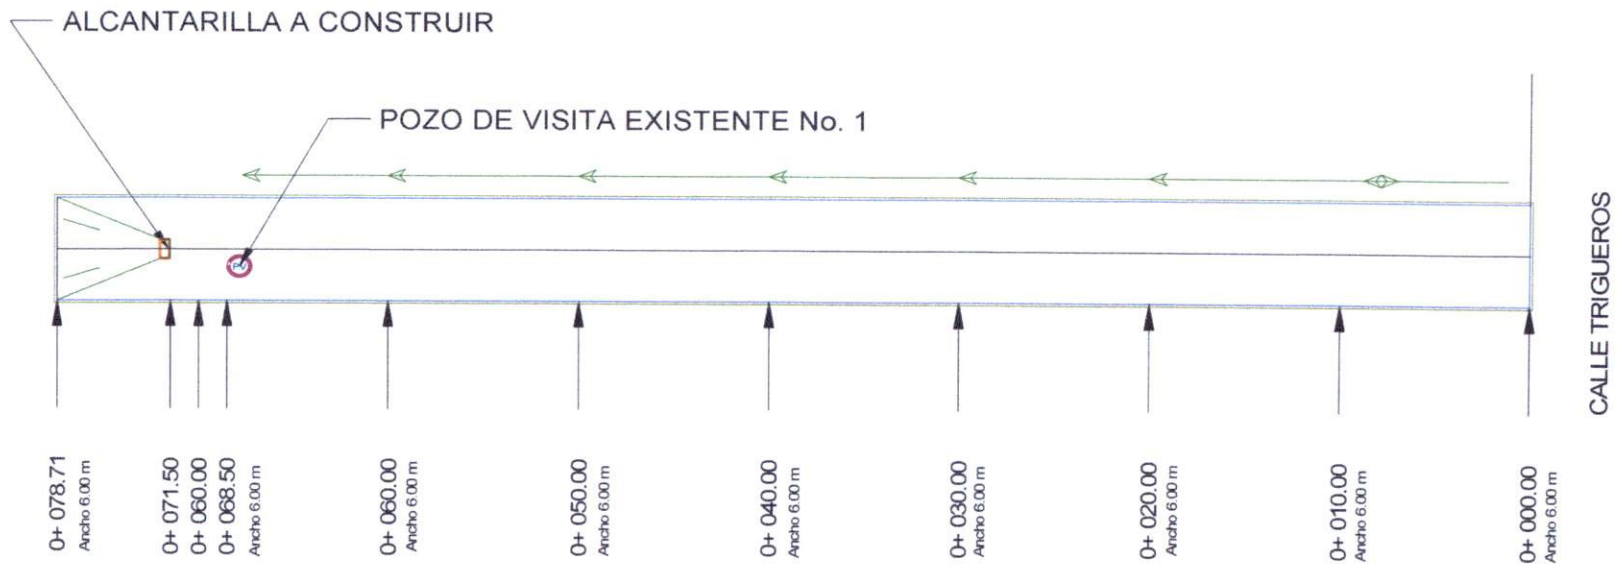 ALCANTARILLA A CONSTRUIR
POZO DE VISITA EXISTENTE No. 1
PV
CALLE TRIGUEROS
0+ 078.71
Ancho 6.00 m
0+ 071.50
0+ 060.00
0+ 068.50
Ancho 6.00 m
0+ 060.00
Ancho 6.00 m
0+ 050.00
Ancho 6.00 m
0+ 040.00
Ancho 6.00 m
0+ 030.00
Ancho 6.00 m
0+ 020.00
Ancho 6.00 m
0+ 010.00
Ancho 6.00 m
0+ 000.00
Ancho 6.00 m